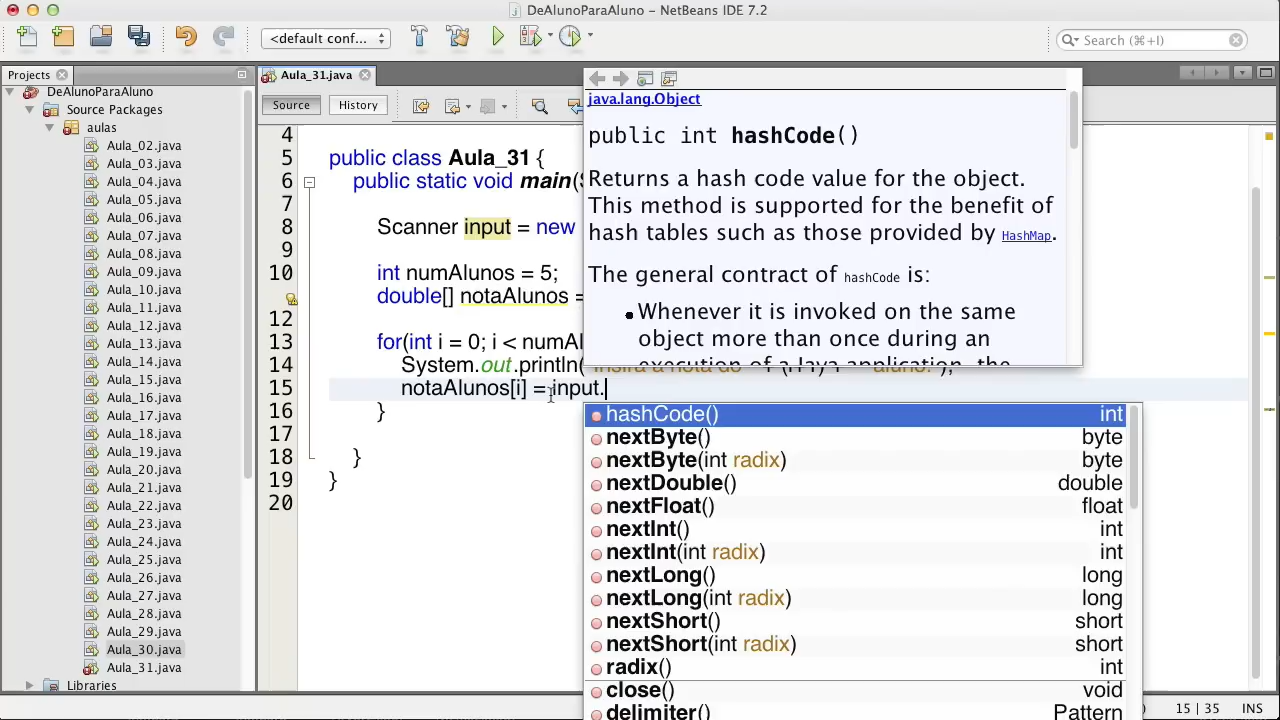 DeAlunoParaAluno – NetBeans IDE 7.2
<default conf...
Search (⌘+I)
Projects
Aula_31.java
DeAlunoParaAluno
Source Packages
aulas
Aula_02.java
Aula_03.java
Aula_04.java
Aula_05.java
Aula_06.java
Aula_07.java
Aula_08.java
Aula_09.java
Aula_10.java
Aula_11.java
Aula_12.java
Aula_13.java
Aula_14.java
Aula_15.java
Aula_16.java
Aula_17.java
Aula_18.java
Aula_19.java
Aula_20.java
Aula_21.java
Aula_22.java
Aula_23.java
Aula_24.java
Aula_25.java
Aula_26.java
Aula_27.java
Aula_28.java
Aula_29.java
Aula_30.java
Aula_31.java
Libraries
Source History
4
5 public class Aula_31 {
6 public static void main(
7
8 Scanner input = new
9
10 int numAlunos = 5;
double[] notaAlunos =
12
13 for(int i = 0; i < numAl
14 System.out.println(
15 notaAlunos[i] = input.
16 }
17
18 }
19 }
20
java.lang.Object
public int hashCode()
Returns a hash code value for the object.
This method is supported for the benefit of
hash tables such as those provided by HashMap.
The general contract of hashCode is:
Whenever it is invoked on the same
object more than once during an
execution of a Java application, the
hashCode() int
nextByte() byte
nextByte(int radix) byte
nextDouble() double
nextFloat() float
nextInt() int
nextInt(int radix) int
nextLong() long
nextLong(int radix) long
nextShort() short
nextShort(int radix) short
radix() int
close() void
delimiter() Pattern
15 | 35 INS